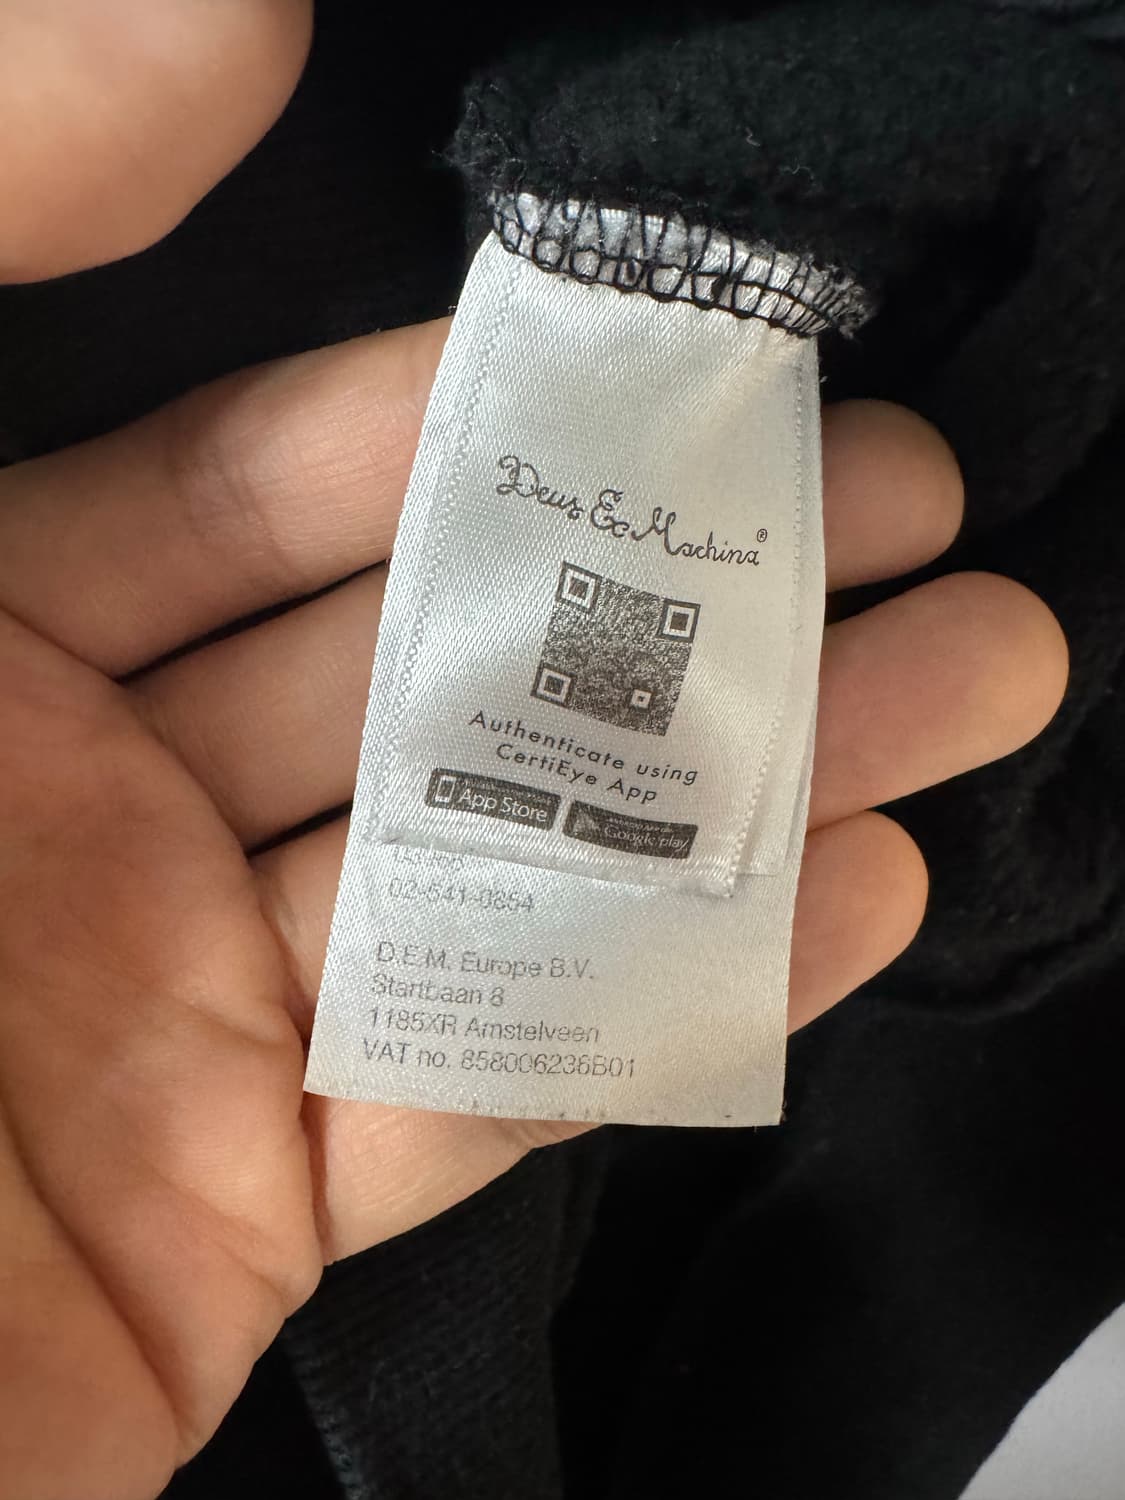 Deus Ex Machina®
Authenticate using
CertiEye App
App Store
Google play
02-541-0854
D.E.M. Europe B.V.
Startbaan 8
1185XR Amstelveen
VAT no. 858006236B01